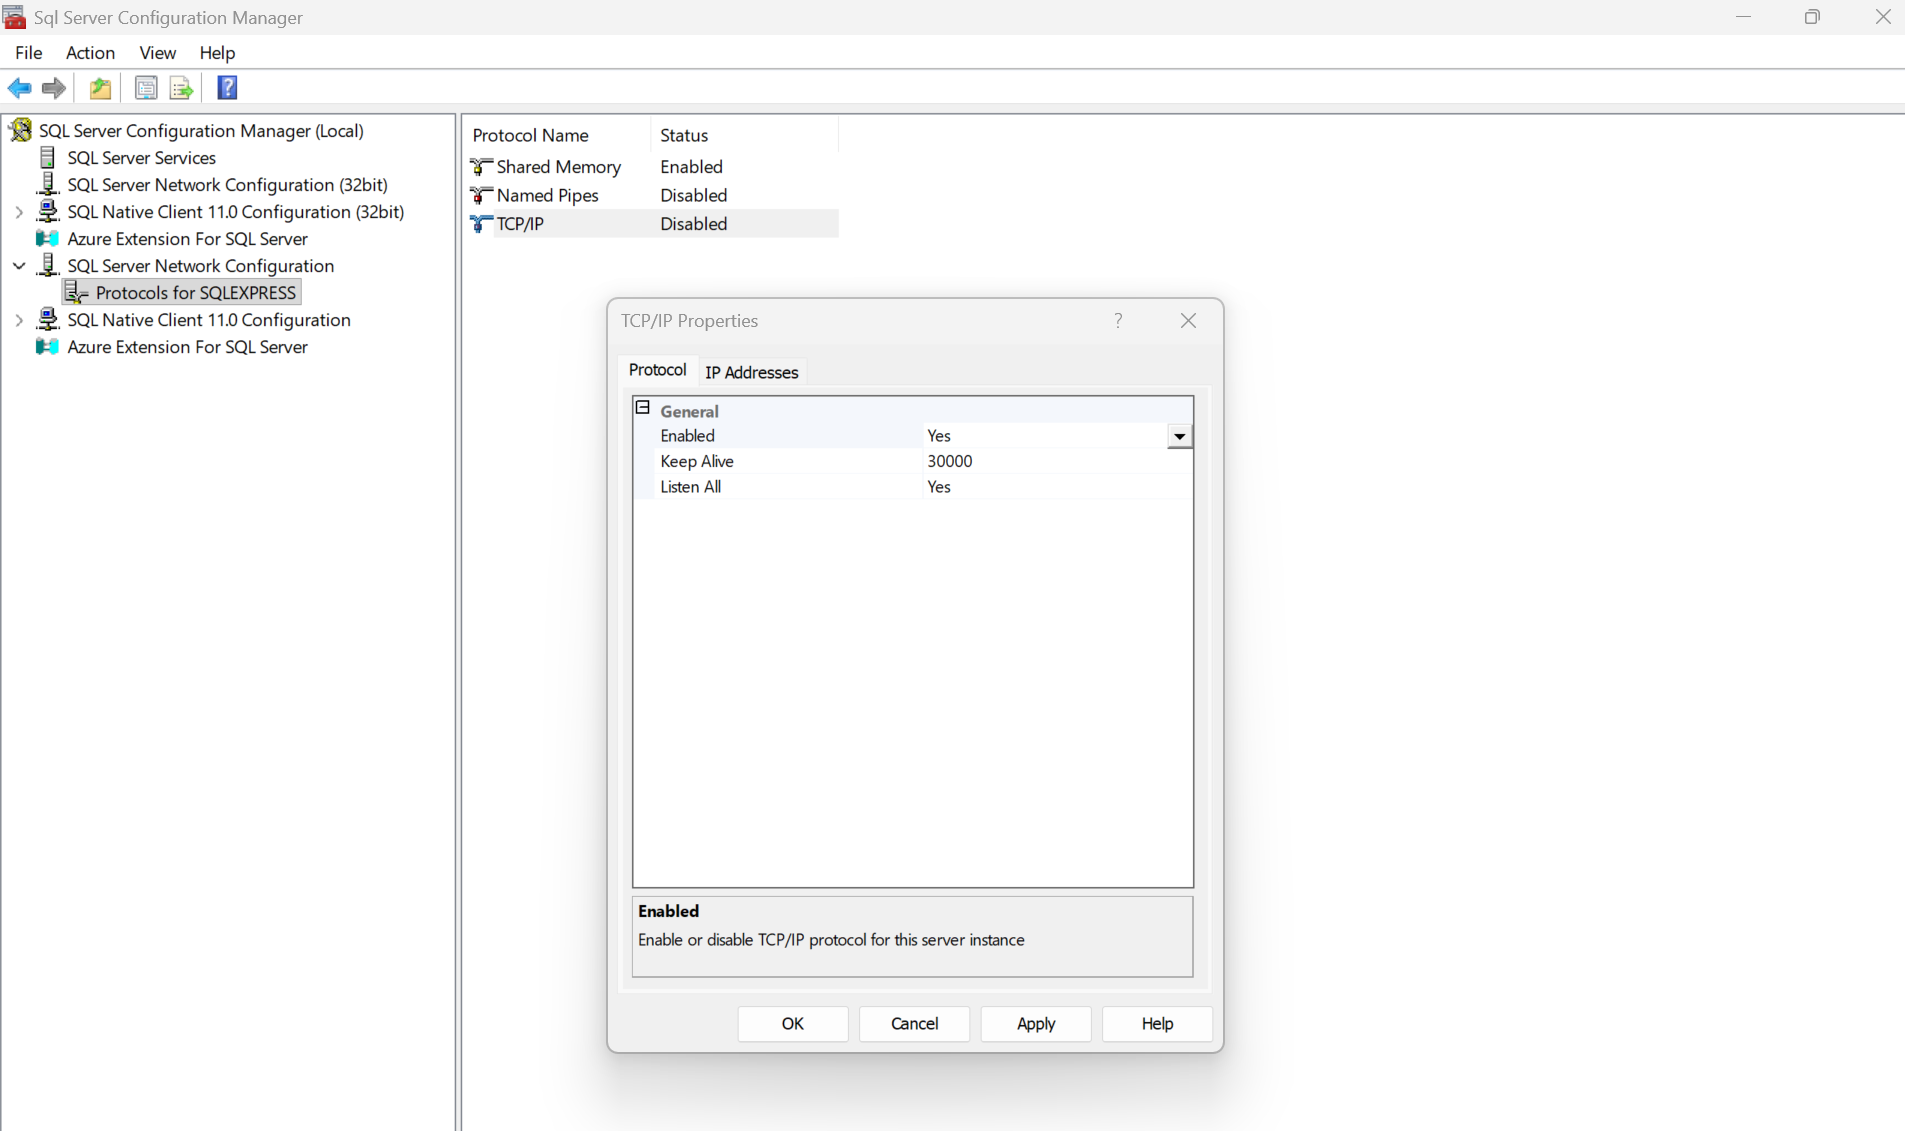 Sql Server Configuration Manager
File Action View Help
SQL Server Configuration Manager (Local)
SQL Server Services
SQL Server Network Configuration (32bit)
SQL Native Client 11.0 Configuration (32bit)
Azure Extension For SQL Server
SQL Server Network Configuration
Protocols for SQLEXPRESS
SQL Native Client 11.0 Configuration
Azure Extension For SQL Server
Protocol Name Status
Shared Memory Enabled
Named Pipes Disabled
TCP/IP Disabled
TCP/IP Properties
Protocol IP Addresses
General
Enabled Yes
Keep Alive 30000
Listen All Yes
Enabled
Enable or disable TCP/IP protocol for this server instance
OK Cancel Apply Help